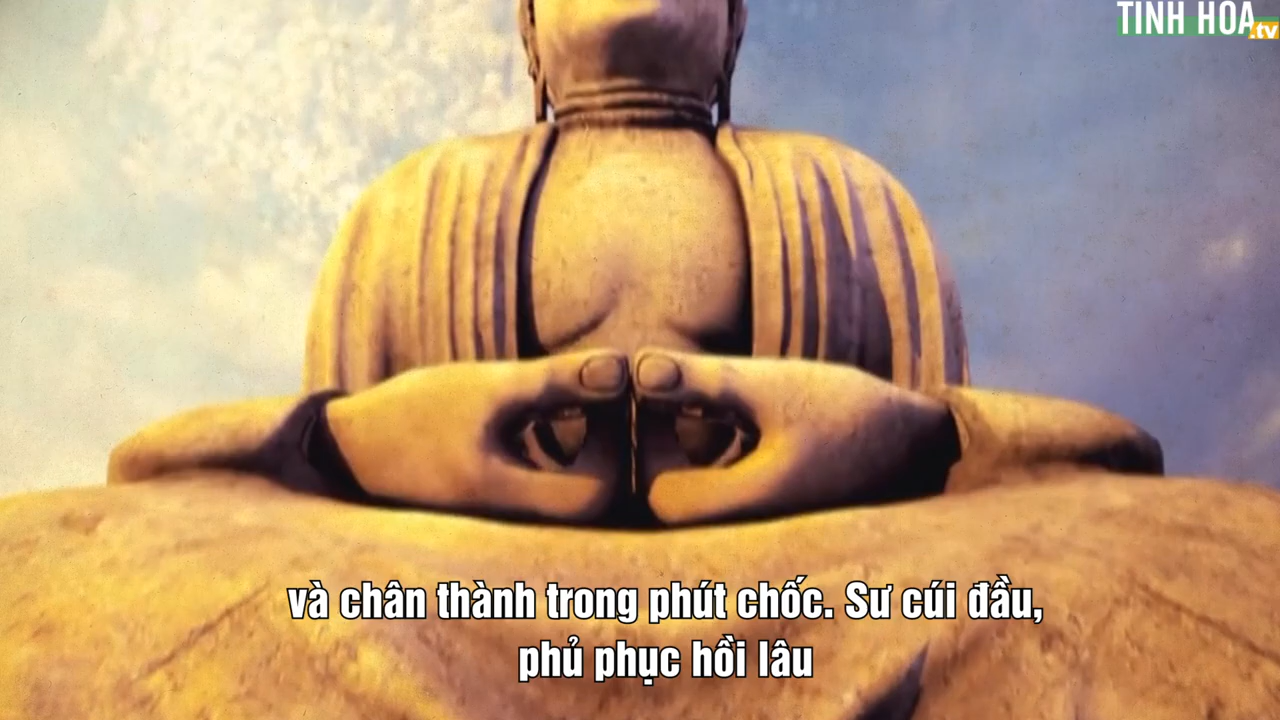 TINH HOA
.tv
và chân thành trong phút chốc. Sư cúi đầu,
phủ phục hồi lâu